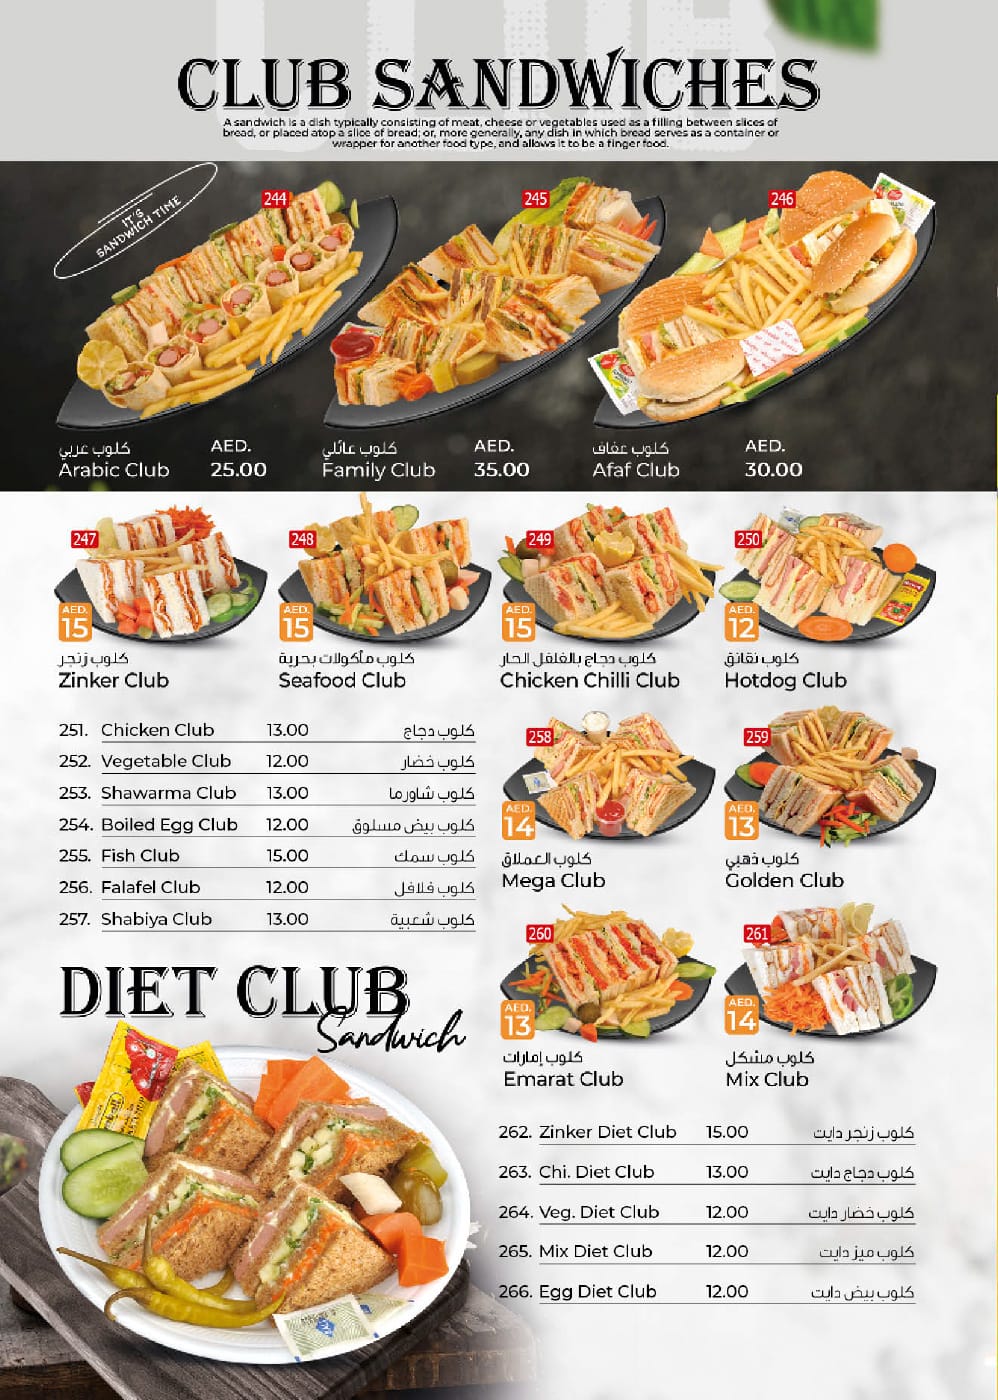 CLUB
CLUB SANDWICHES
A sandwich is a dish typically consisting of meat, cheese or vegetables used as a filling between slices of
bread, or placed atop a slice of bread; or, more generally, any dish in which bread serves as a container or
wrapper for another food type, and allows it to be a finger food.
IT'S
SANDWICH TIME
244
245
246
كلوب عربي
AED.
Arabic Club 25.00
كلوب عائلي
AED.
Family Club 35.00
كلوب عفاف
AED.
Afaf Club 30.00
247
AED.
15
كلوب زنجر
Zinker Club
248
AED.
15
كلوب مأكولات بحرية
Seafood Club
249
AED.
15
كلوب دجاج بالفلفل الحار
Chicken Chilli Club
250
AED.
12
كلوب نقانق
Hotdog Club
251. Chicken Club 13.00 كلوب دجاج
252. Vegetable Club 12.00 كلوب خضار
253. Shawarma Club 13.00 كلوب شاورما
254. Boiled Egg Club 12.00 كلوب بيض مسلوق
255. Fish Club 15.00 كلوب سمك
256. Falafel Club 12.00 كلوب فلافل
257. Shabiya Club 13.00 كلوب شعبية
258
AED.
14
كلوب العملاق
Mega Club
259
AED.
13
كلوب ذهبي
Golden Club
260
AED.
13
كلوب إمارات
Emarat Club
261
AED.
14
كلوب مشكل
Mix Club
DIET CLUB
Sandwich
262. Zinker Diet Club 15.00 كلوب زنجر دايت
263. Chi. Diet Club 13.00 كلوب دجاج دايت
264. Veg. Diet Club 12.00 كلوب خضار دايت
265. Mix Diet Club 12.00 كلوب ميز دايت
266. Egg Diet Club 12.00 كلوب بيض دايت